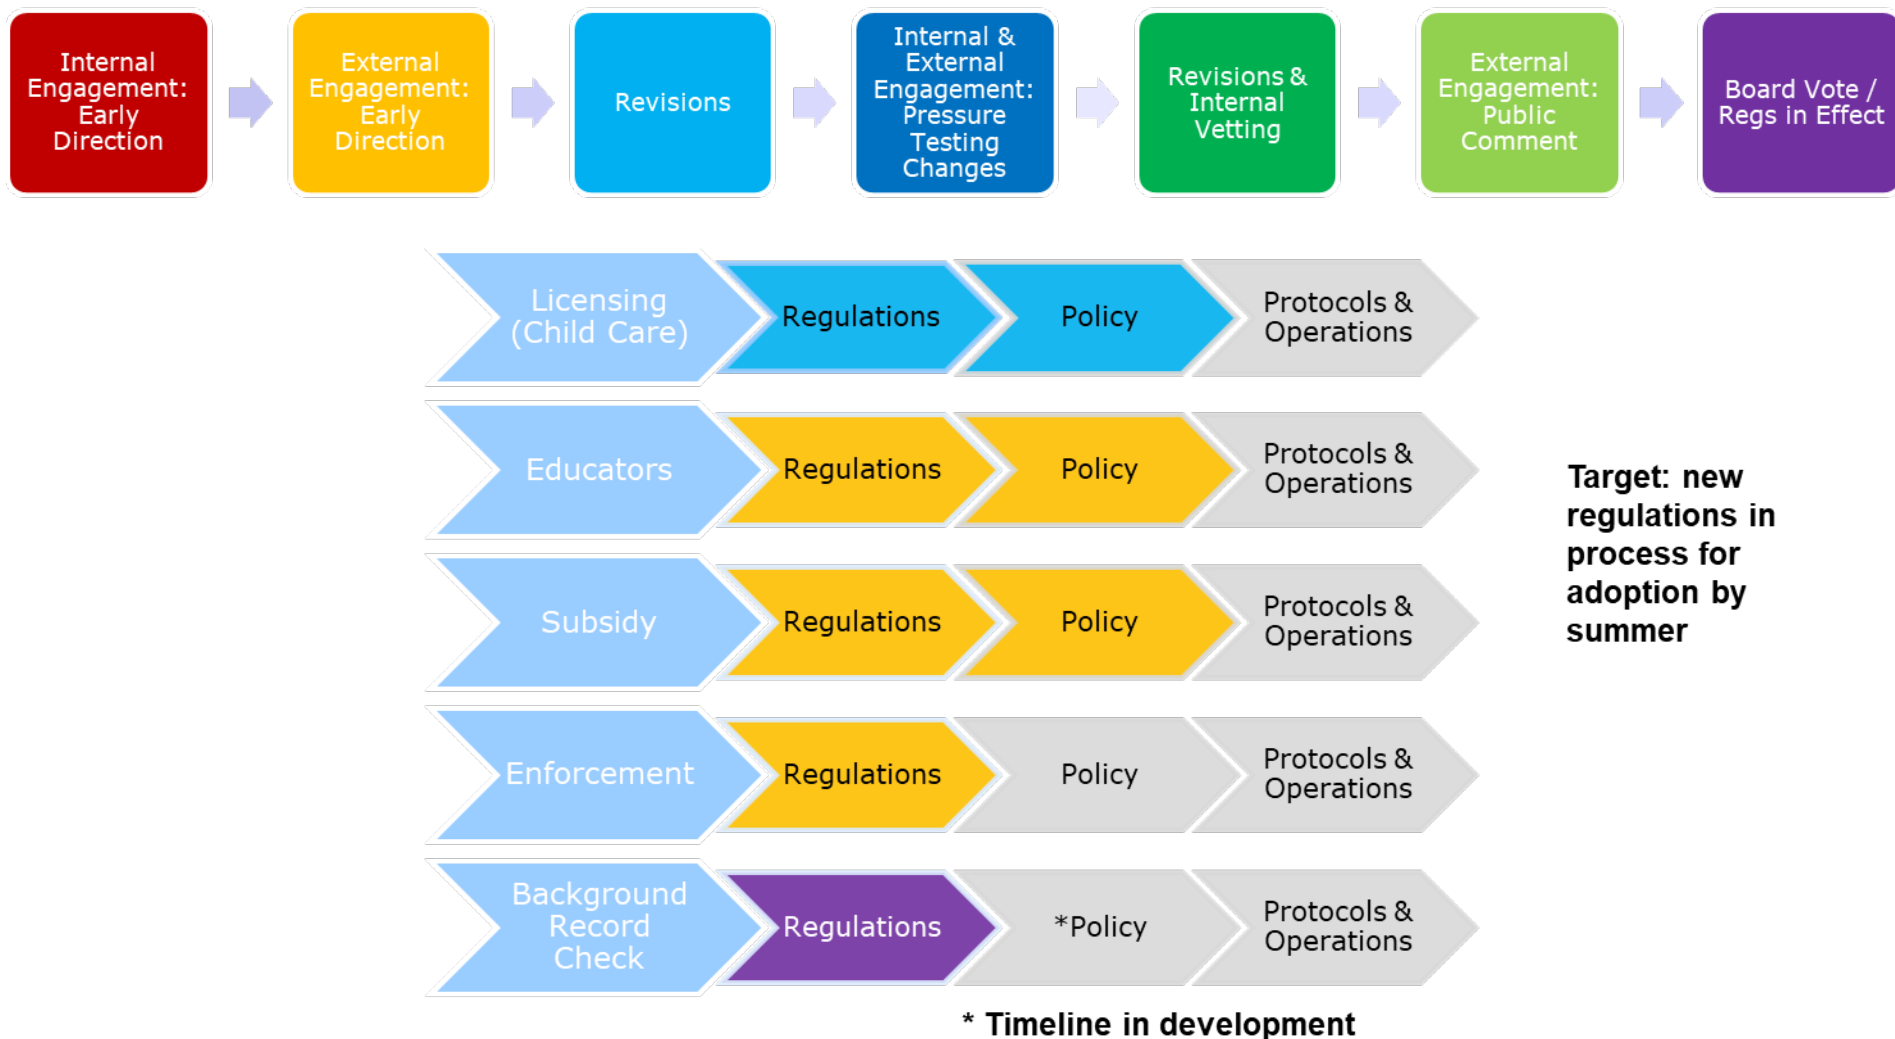 Internal
Engagement:
Early
Direction
External
Engagement:
Early
Direction
Revisions
Internal &
External
Engagement:
Pressure
Testing
Changes
Revisions &
Internal
Vetting
External
Engagement:
Public
Comment
Board Vote /
Regs in Effect
Licensing
(Child Care)
Regulations
Policy
Protocols &
Operations
Educators
Regulations
Policy
Protocols &
Operations
Subsidy
Regulations
Policy
Protocols &
Operations
Enforcement
Regulations
Policy
Protocols &
Operations
Background
Record
Check
Regulations
*Policy
Protocols &
Operations
Target: new
regulations in
process for
adoption by
summer
* Timeline in development